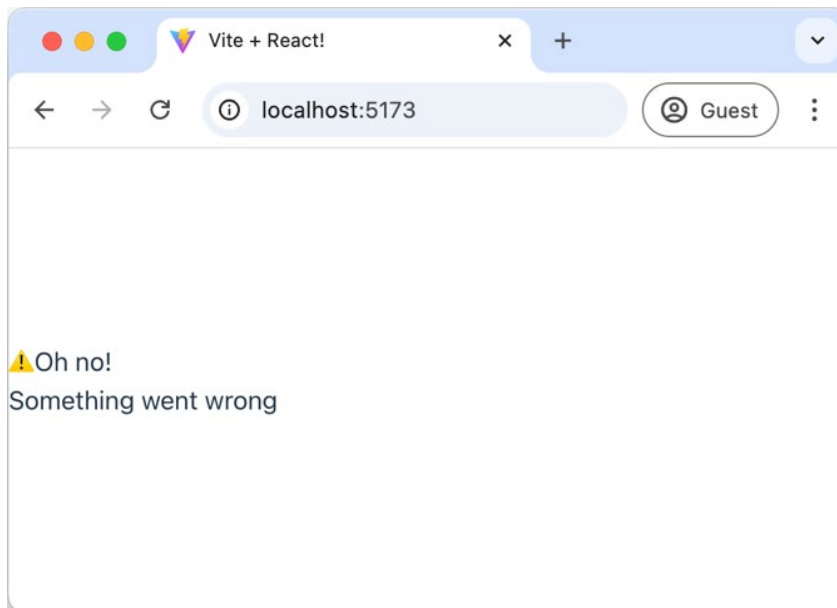 Vite + React!
localhost:5173
Guest
⚠️Oh no!
Something went wrong